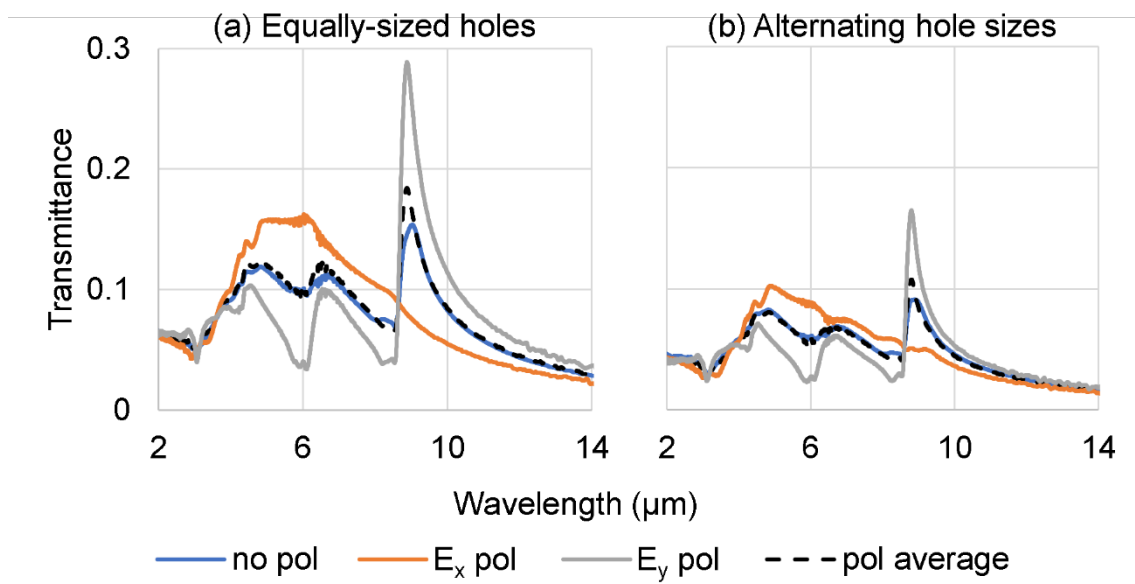 (a) Equally-sized holes
(b) Alternating hole sizes
0.3
0.2
0.1
0
Transmittance
2 6 10 14
2 6 10 14
Wavelength (µm)
no pol
Ex pol
Ey pol
pol average